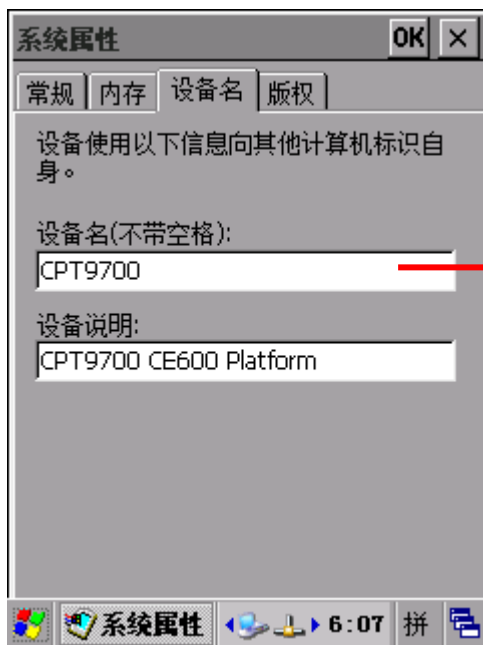 系统属性 OK ×
常规 内存 设备名 版权
设备使用以下信息向其他计算机标识自
身。
设备名(不带空格):
CPT9700
设备说明:
CPT9700 CE600 Platform
系统属性 6:07 拼